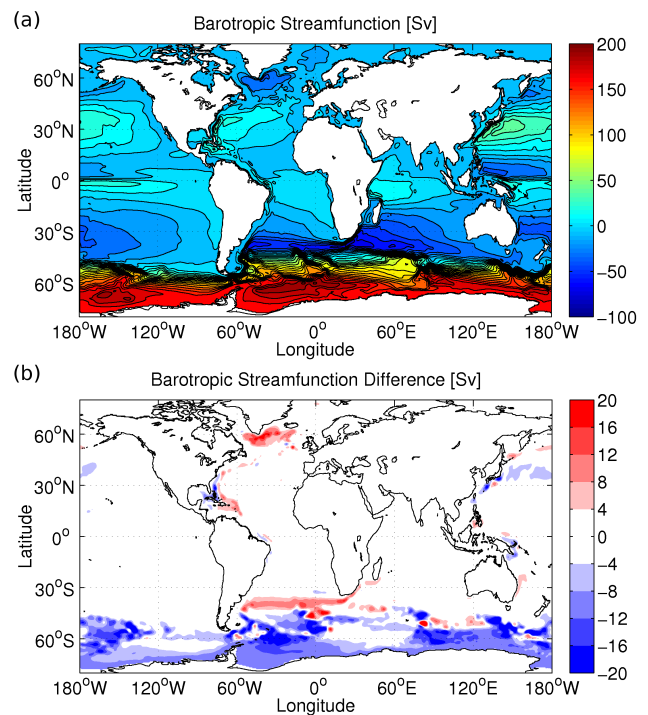 (a)
Barotropic Streamfunction [Sv]
60°N
30°N
0°
30°S
60°S
Latitude
180°W
120°W
60°W
0°
60°E
120°E
180°W
Longitude
200
150
100
50
0
−50
−100
(b)
Barotropic Streamfunction Difference [Sv]
60°N
30°N
0°
30°S
60°S
Latitude
180°W
120°W
60°W
0°
60°E
120°E
180°W
Longitude
20
16
12
8
4
−4
−8
−12
−16
−20